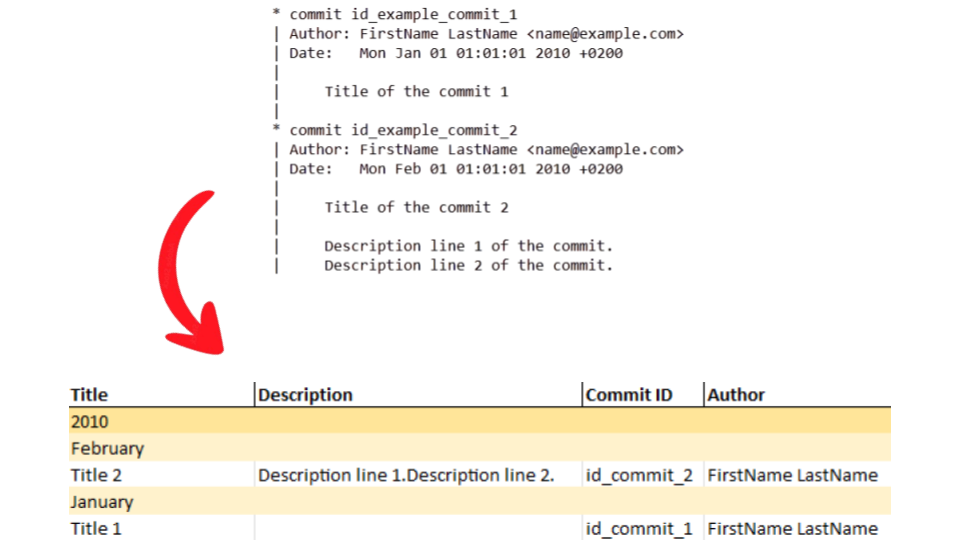 * commit id_example_commit_1
| Author: FirstName LastName <name@example.com>
| Date:   Mon Jan 01 01:01:01 2010 +0200
|
|     Title of the commit 1
|
* commit id_example_commit_2
| Author: FirstName LastName <name@example.com>
| Date:   Mon Feb 01 01:01:01 2010 +0200
|
|     Title of the commit 2
|
|     Description line 1 of the commit.
|     Description line 2 of the commit.
Title Description Commit ID Author
2010
February
Title 2 Description line 1.Description line 2. id_commit_2 FirstName LastName
January
Title 1 id_commit_1 FirstName LastName